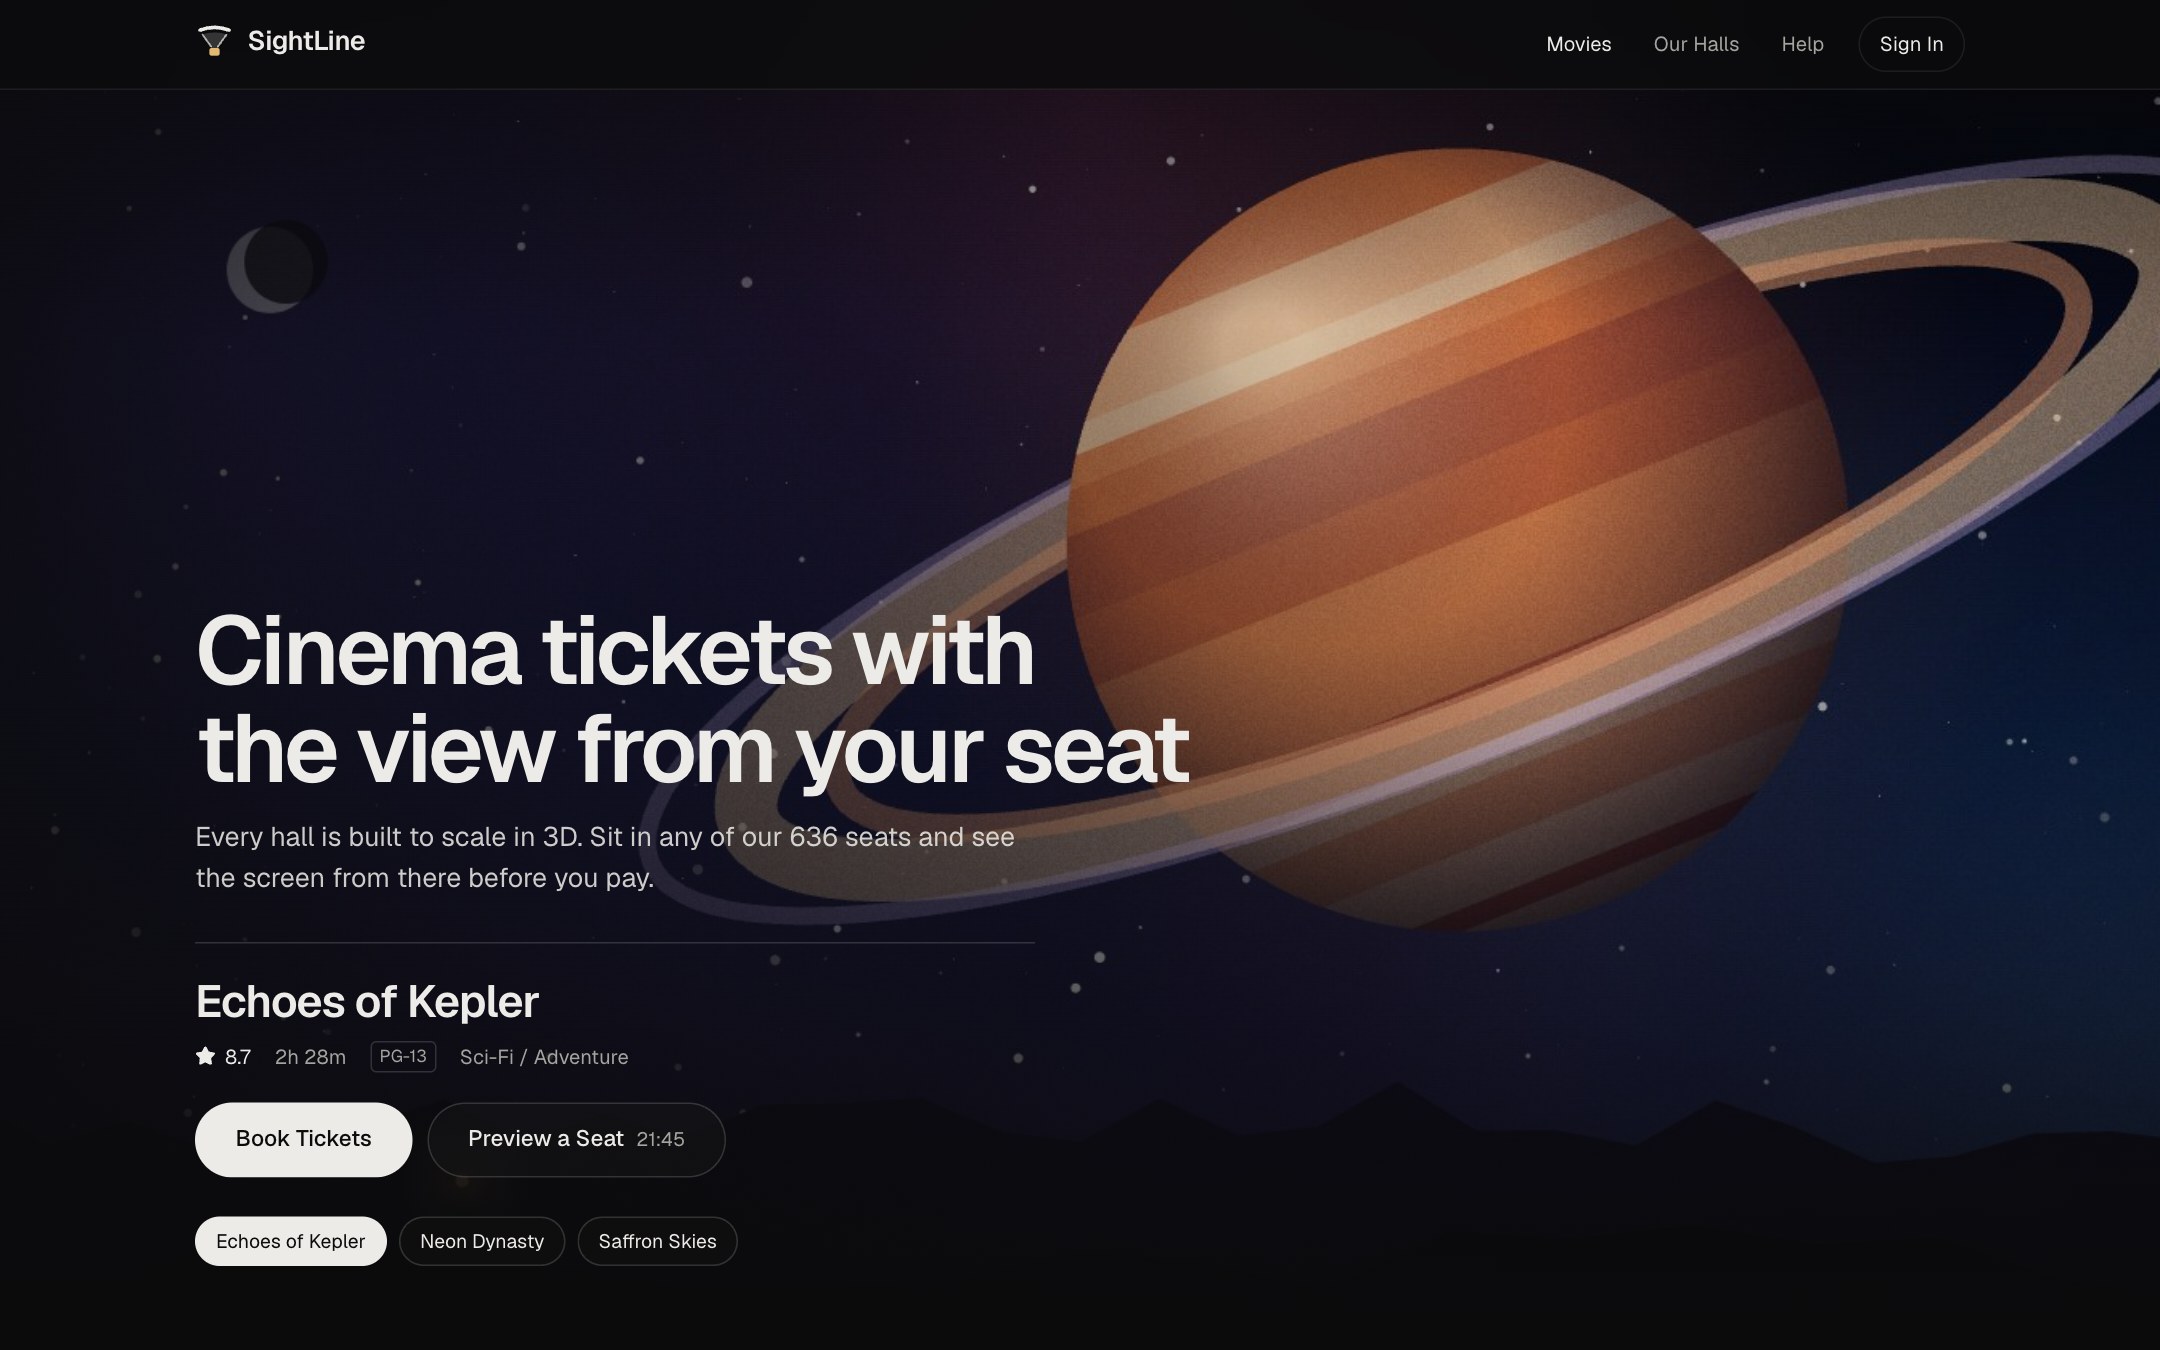 SightLine
Movies
Our Halls
Help
Sign In
Cinema tickets with
the view from your seat
Every hall is built to scale in 3D. Sit in any of our 636 seats and see
the screen from there before you pay.
Echoes of Kepler
8.7 2h 28m PG-13 Sci-Fi / Adventure
Book Tickets
Preview a Seat 21:45
Echoes of Kepler
Neon Dynasty
Saffron Skies